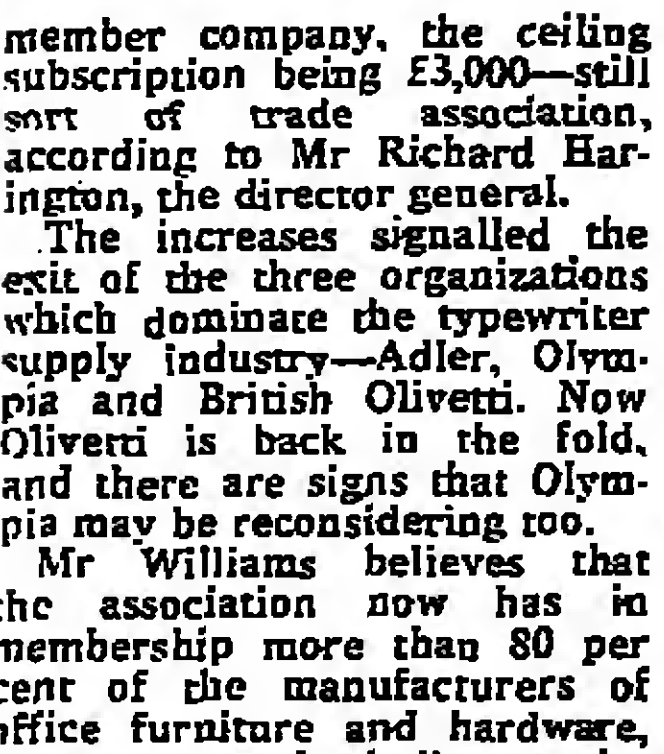 member company, the ceiling
subscription being £3,000—still
sort of trade association,
according to Mr Richard Har-
ington, the director general.
The increases signalled the
exit of the three organizations
which dominate the typewriter
supply industry—Adler, Olym-
pia and British Olivetti. Now
Olivetti is back in the fold,
and there are signs that Olym-
pia may be reconsidering too.
Mr Williams believes that
the association now has in
membership more than 80 per
cent of the manufacturers of
office furniture and hardware,